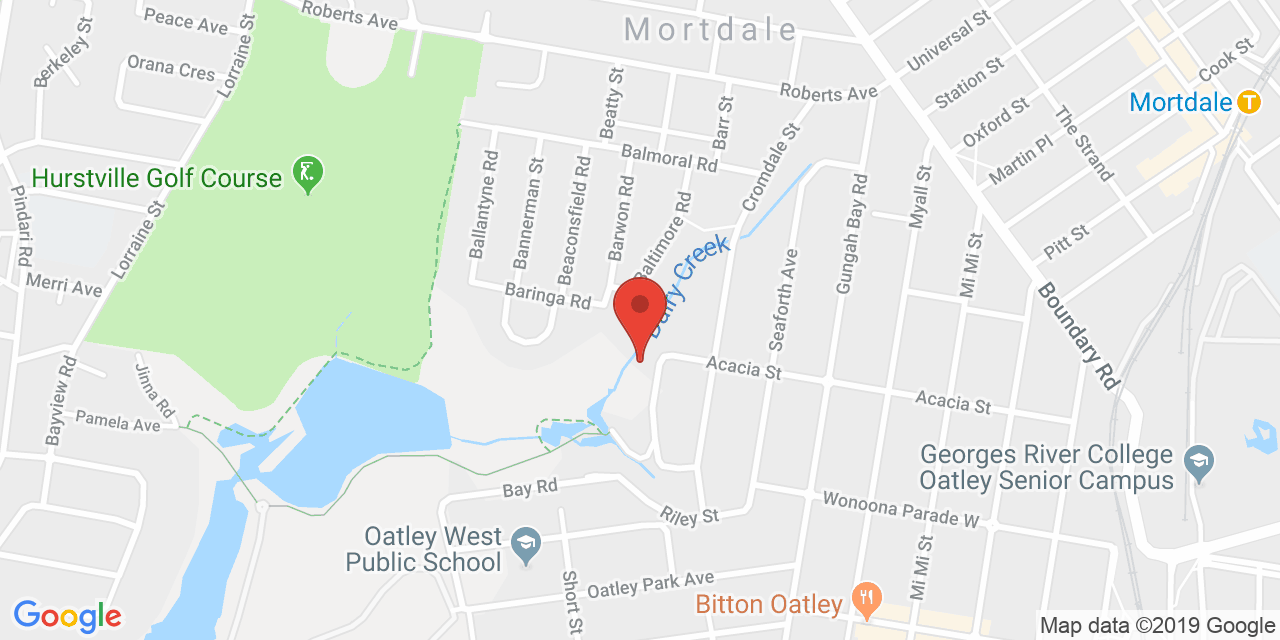 Roberts Ave
Peace Ave
Berkeley St
Orana Cres
Lorraine St
Mortdale
Universal St
Station St
Cook St
Mortdale
T
Roberts Ave
Oxford St
The Strand
Martin Pl
Beatty St
Barr St
Balmoral Rd
Cromdale St
Hurstville Golf Course
Ballantyne Rd
Bannerman St
Beaconsfield Rd
Barwon Rd
Baltimore Rd
Gungah Bay Rd
Myall St
Mi Mi St
Pitt St
Pindari Rd
Lorraine St
Merri Ave
Baringa Rd
Creek
Seaforth Ave
Boundary Rd
Acacia St
Acacia St
Jinna Rd
Bayview Rd
Pamela Ave
Georges River College
Oatley Senior Campus
Bay Rd
Riley St
Wonoona Parade W
Oatley West
Public School
Short St
Oatley Park Ave
Mi Mi St
Bitton Oatley
Google
Map data ©2019 Google